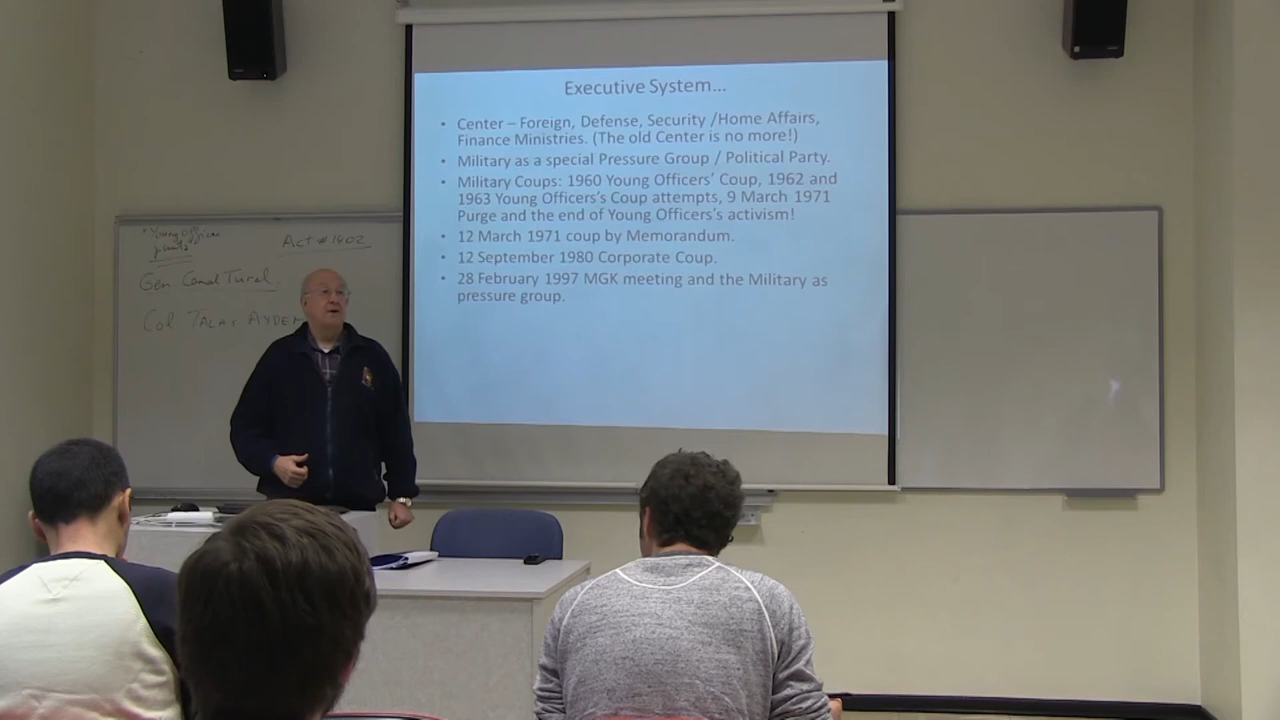 Executive System...
• Center – Foreign, Defense, Security /Home Affairs,
Finance Ministries. (The old Center is no more!)
• Military as a special Pressure Group / Political Party.
• Military Coups: 1960 Young Officers' Coup, 1962 and
1963 Young Officers's Coup attempts, 9 March 1971
Purge and the end of Young Officers's activism!
• 12 March 1971 coup by Memorandum.
• 12 September 1980 Corporate Coup.
• 28 February 1997 MGK meeting and the Military as
pressure group.
"Young Officer
Act # 1402
Gen. Cemal Tural.
Col TALAT AYDEM